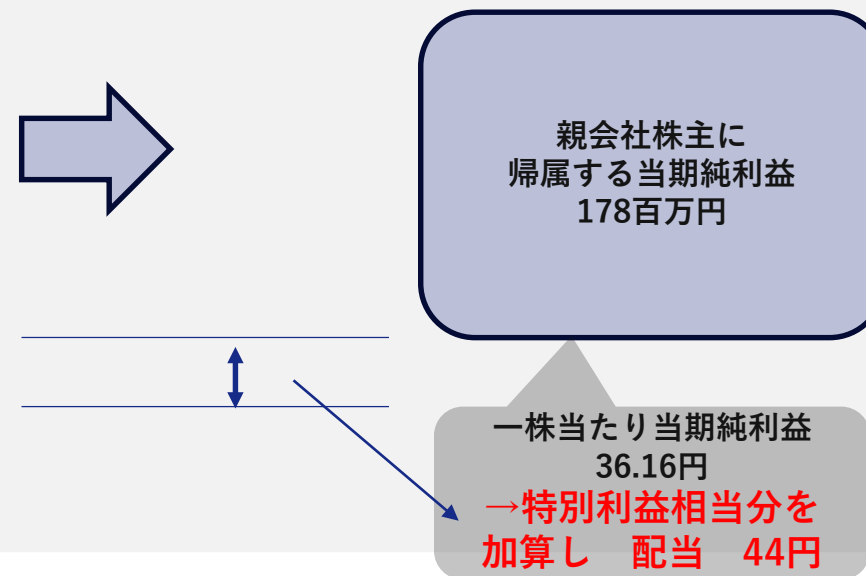 親会社株主に
帰属する当期純利益
178百万円
一株当たり当期純利益
36.16円
→特別利益相当分を
加算し　配当　44円